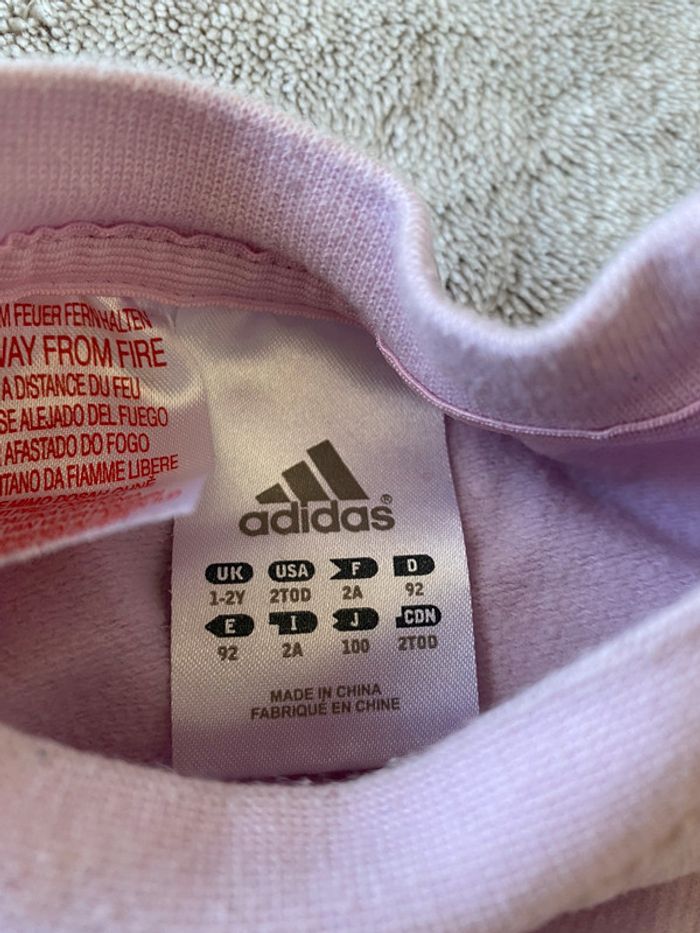 M FEUER FERNHALTEN
WAY FROM FIRE
A DISTANCE DU FEU
SE ALEJADO DEL FUEGO
AFASTADO DO FOGO
TANO DA FIAMME LIBERE
adidas®
UK USA F D
1-2Y 2TOD 2A 92
E I J CDN
92 2A 100 2TOD
MADE IN CHINA
FABRIQUÉ EN CHINE